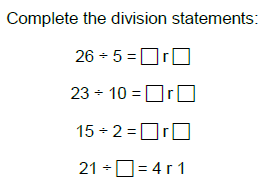 Complete the division statements:
26 ÷ 5 = □ r □
23 ÷ 10 = □ r □
15 ÷ 2 = □ r □
21 ÷ □ = 4 r 1